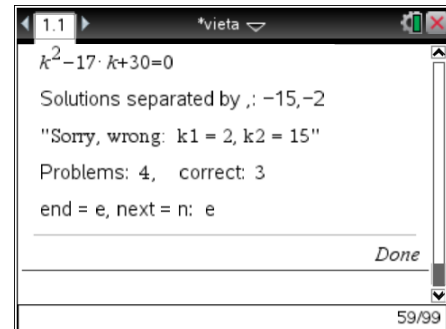 1.1 *vieta
k²−17· k+30=0
Solutions separated by ,: −15,−2
"Sorry, wrong: k1 = 2, k2 = 15"
Problems: 4, correct: 3
end = e, next = n: e
Done
59/99